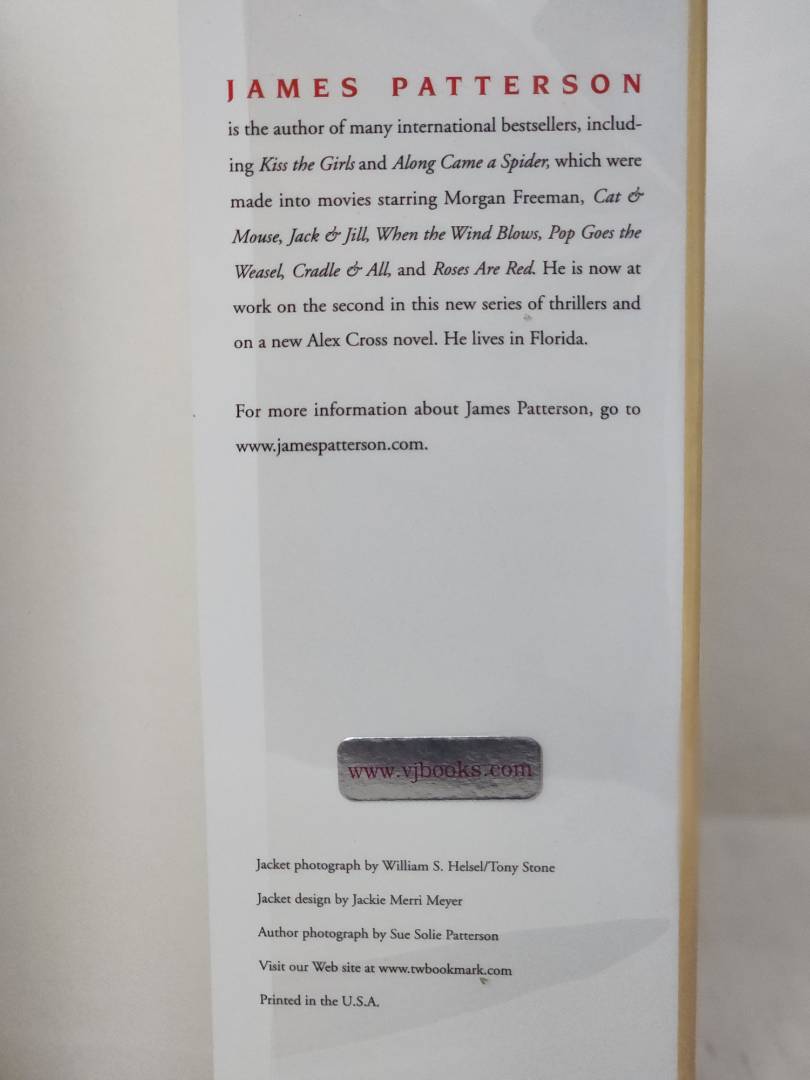 JAMES PATTERSON
is the author of many international bestsellers, includ-
ing Kiss the Girls and Along Came a Spider, which were
made into movies starring Morgan Freeman, Cat &
Mouse, Jack & Jill, When the Wind Blows, Pop Goes the
Weasel, Cradle & All, and Roses Are Red. He is now at
work on the second in this new series of thrillers and
on a new Alex Cross novel. He lives in Florida.
For more information about James Patterson, go to
www.jamespatterson.com.
www.vjbooks.com
Jacket photograph by William S. Helsel/Tony Stone
Jacket design by Jackie Merri Meyer
Author photograph by Sue Solie Patterson
Visit our Web site at www.twbookmark.com
Printed in the U.S.A.